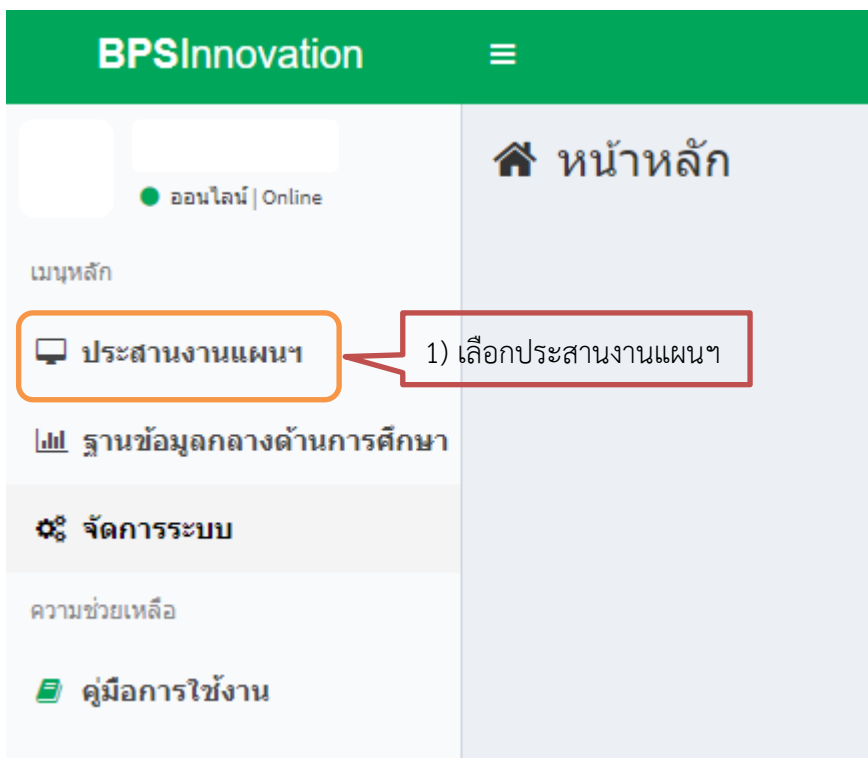 BPSInnovation
หน้าหลัก
ออนไลน์ | Online
เมนูหลัก
ประสานงานแผนฯ
1) เลือกประสานงานแผนฯ
ฐานข้อมูลกลางด้านการศึกษา
จัดการระบบ
ความช่วยเหลือ
คู่มือการใช้งาน